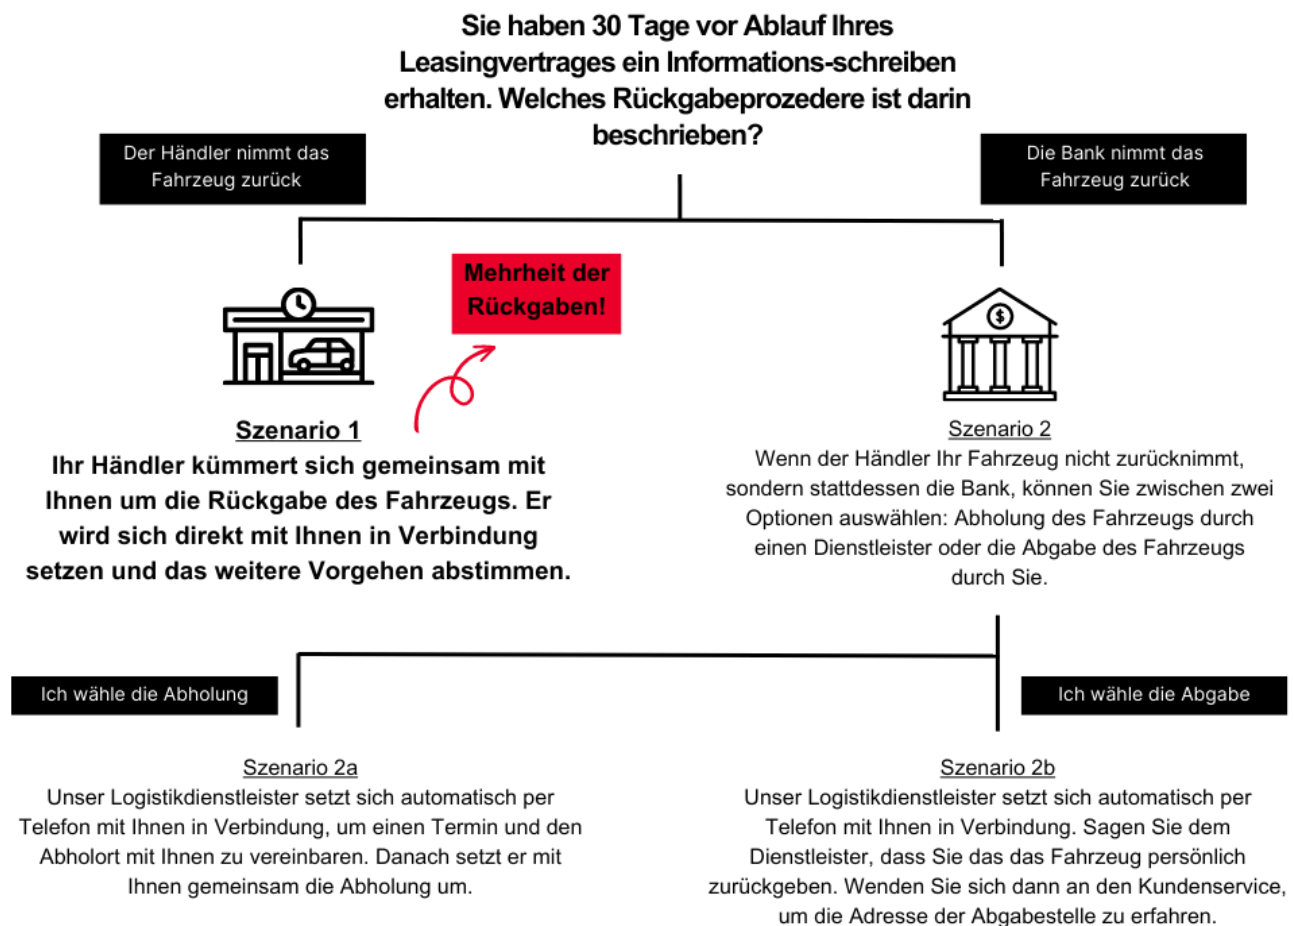 Sie haben 30 Tage vor Ablauf Ihres
Leasingvertrages ein Informations-schreiben
erhalten. Welches Rückgabeprozedere ist darin
beschrieben?
Der Händler nimmt das
Fahrzeug zurück
Die Bank nimmt das
Fahrzeug zurück
Mehrheit der
Rückgaben!
$
Szenario 1
Ihr Händler kümmert sich gemeinsam mit
Ihnen um die Rückgabe des Fahrzeugs. Er
wird sich direkt mit Ihnen in Verbindung
setzen und das weitere Vorgehen abstimmen.
Szenario 2
Wenn der Händler Ihr Fahrzeug nicht zurücknimmt,
sondern stattdessen die Bank, können Sie zwischen zwei
Optionen auswählen: Abholung des Fahrzeugs durch
einen Dienstleister oder die Abgabe des Fahrzeugs
durch Sie.
Ich wähle die Abholung
Ich wähle die Abgabe
Szenario 2a
Unser Logistikdienstleister setzt sich automatisch per
Telefon mit Ihnen in Verbindung, um einen Termin und den
Abholort mit Ihnen zu vereinbaren. Danach setzt er mit
Ihnen gemeinsam die Abholung um.
Szenario 2b
Unser Logistikdienstleister setzt sich automatisch per
Telefon mit Ihnen in Verbindung. Sagen Sie dem
Dienstleister, dass Sie das das Fahrzeug persönlich
zurückgeben. Wenden Sie sich dann an den Kundenservice,
um die Adresse der Abgabestelle zu erfahren.